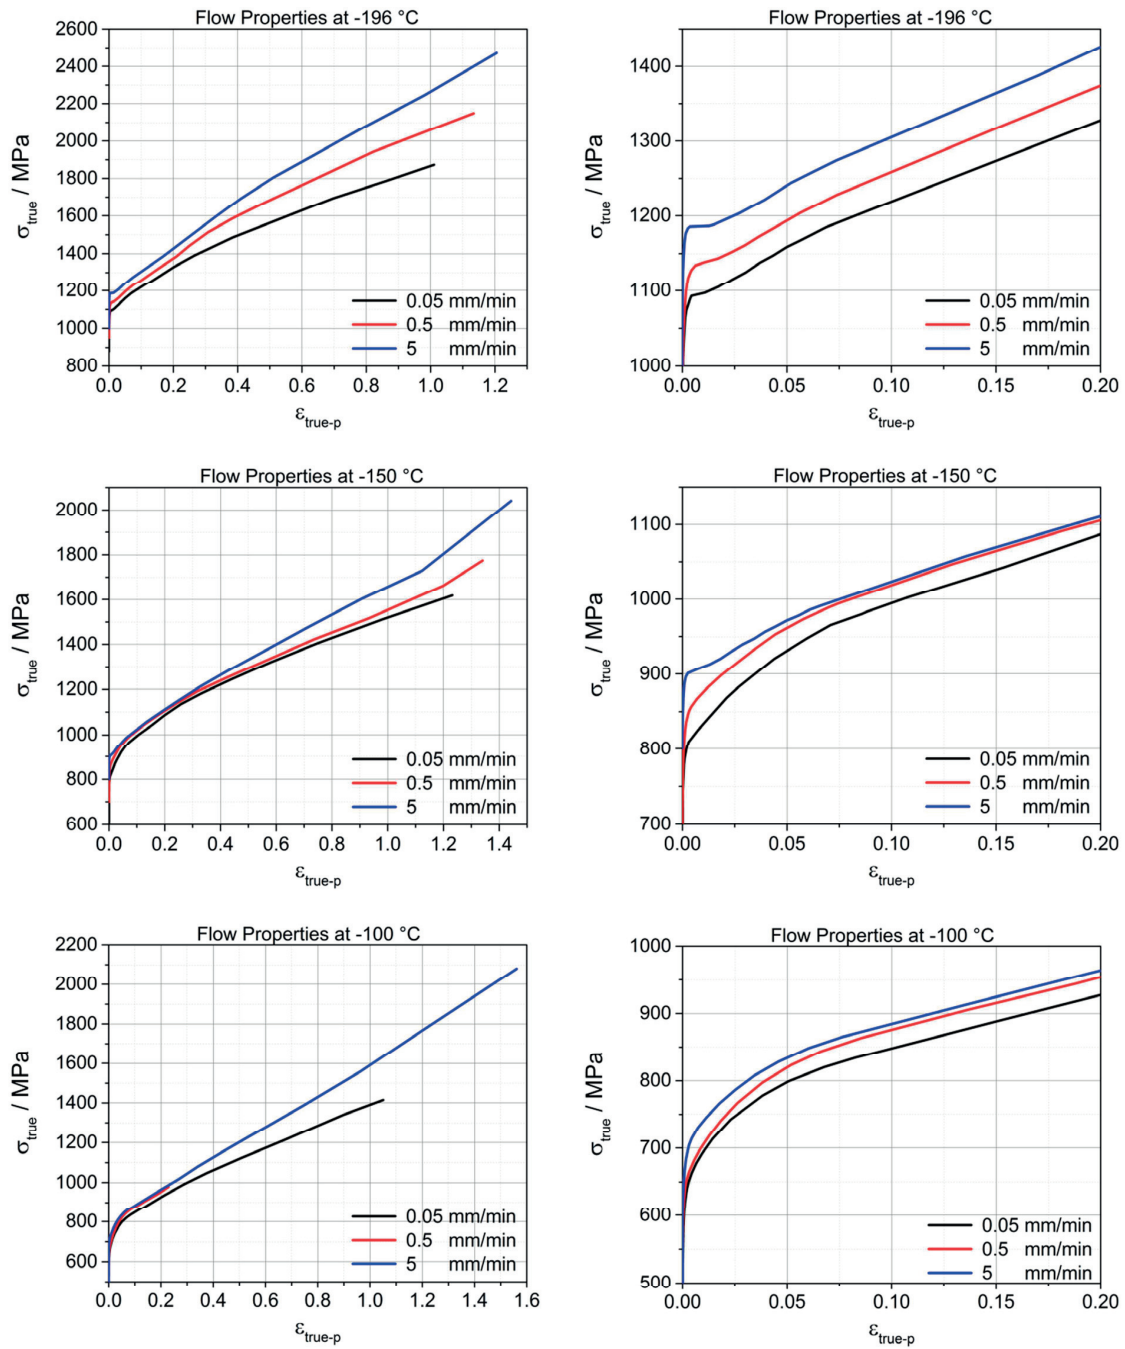 Flow Properties at -196 °C
2600
2400
2200
2000
1800
1600
1400
1200
1000
800
σtrue / MPa
0.0 0.2 0.4 0.6 0.8 1.0 1.2
εtrue-p
0.05 mm/min
0.5 mm/min
5 mm/min
Flow Properties at -196 °C
1400
1300
1200
1100
1000
σtrue / MPa
0.00 0.05 0.10 0.15 0.20
εtrue-p
0.05 mm/min
0.5 mm/min
5 mm/min
Flow Properties at -150 °C
2000
1800
1600
1400
1200
1000
800
600
σtrue / MPa
0.0 0.2 0.4 0.6 0.8 1.0 1.2 1.4
εtrue-p
0.05 mm/min
0.5 mm/min
5 mm/min
Flow Properties at -150 °C
1100
1000
900
800
700
σtrue / MPa
0.00 0.05 0.10 0.15 0.20
εtrue-p
0.05 mm/min
0.5 mm/min
5 mm/min
Flow Properties at -100 °C
2200
2000
1800
1600
1400
1200
1000
800
600
σtrue / MPa
0.0 0.2 0.4 0.6 0.8 1.0 1.2 1.4 1.6
εtrue-p
0.05 mm/min
0.5 mm/min
5 mm/min
Flow Properties at -100 °C
1000
900
800
700
600
500
σtrue / MPa
0.00 0.05 0.10 0.15 0.20
εtrue-p
0.05 mm/min
0.5 mm/min
5 mm/min